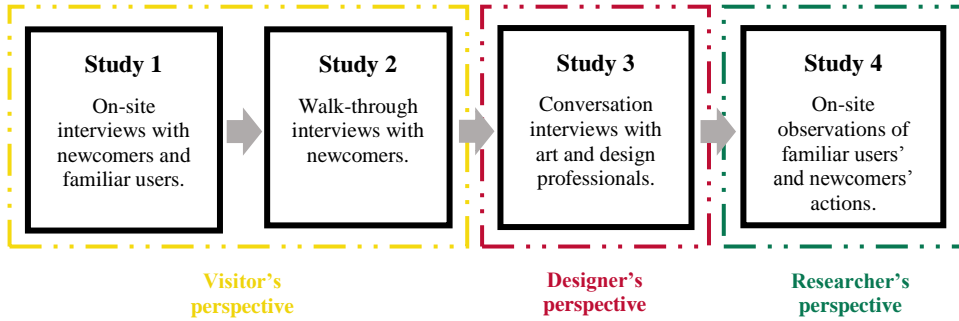 Study 1
On-site
interviews with
newcomers and
familiar users.
Study 2
Walk-through
interviews with
newcomers.
Study 3
Conversation
interviews with
art and design
professionals.
Study 4
On-site
observations of
familiar users’
and newcomers’
actions.
Visitor’s
perspective
Designer’s
perspective
Researcher’s
perspective